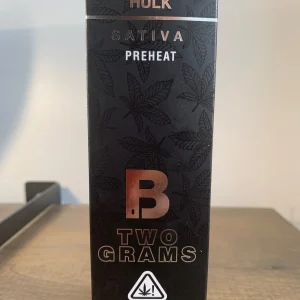 HULK
SATIVA
PREHEAT
B
TWO
GRAMS
!